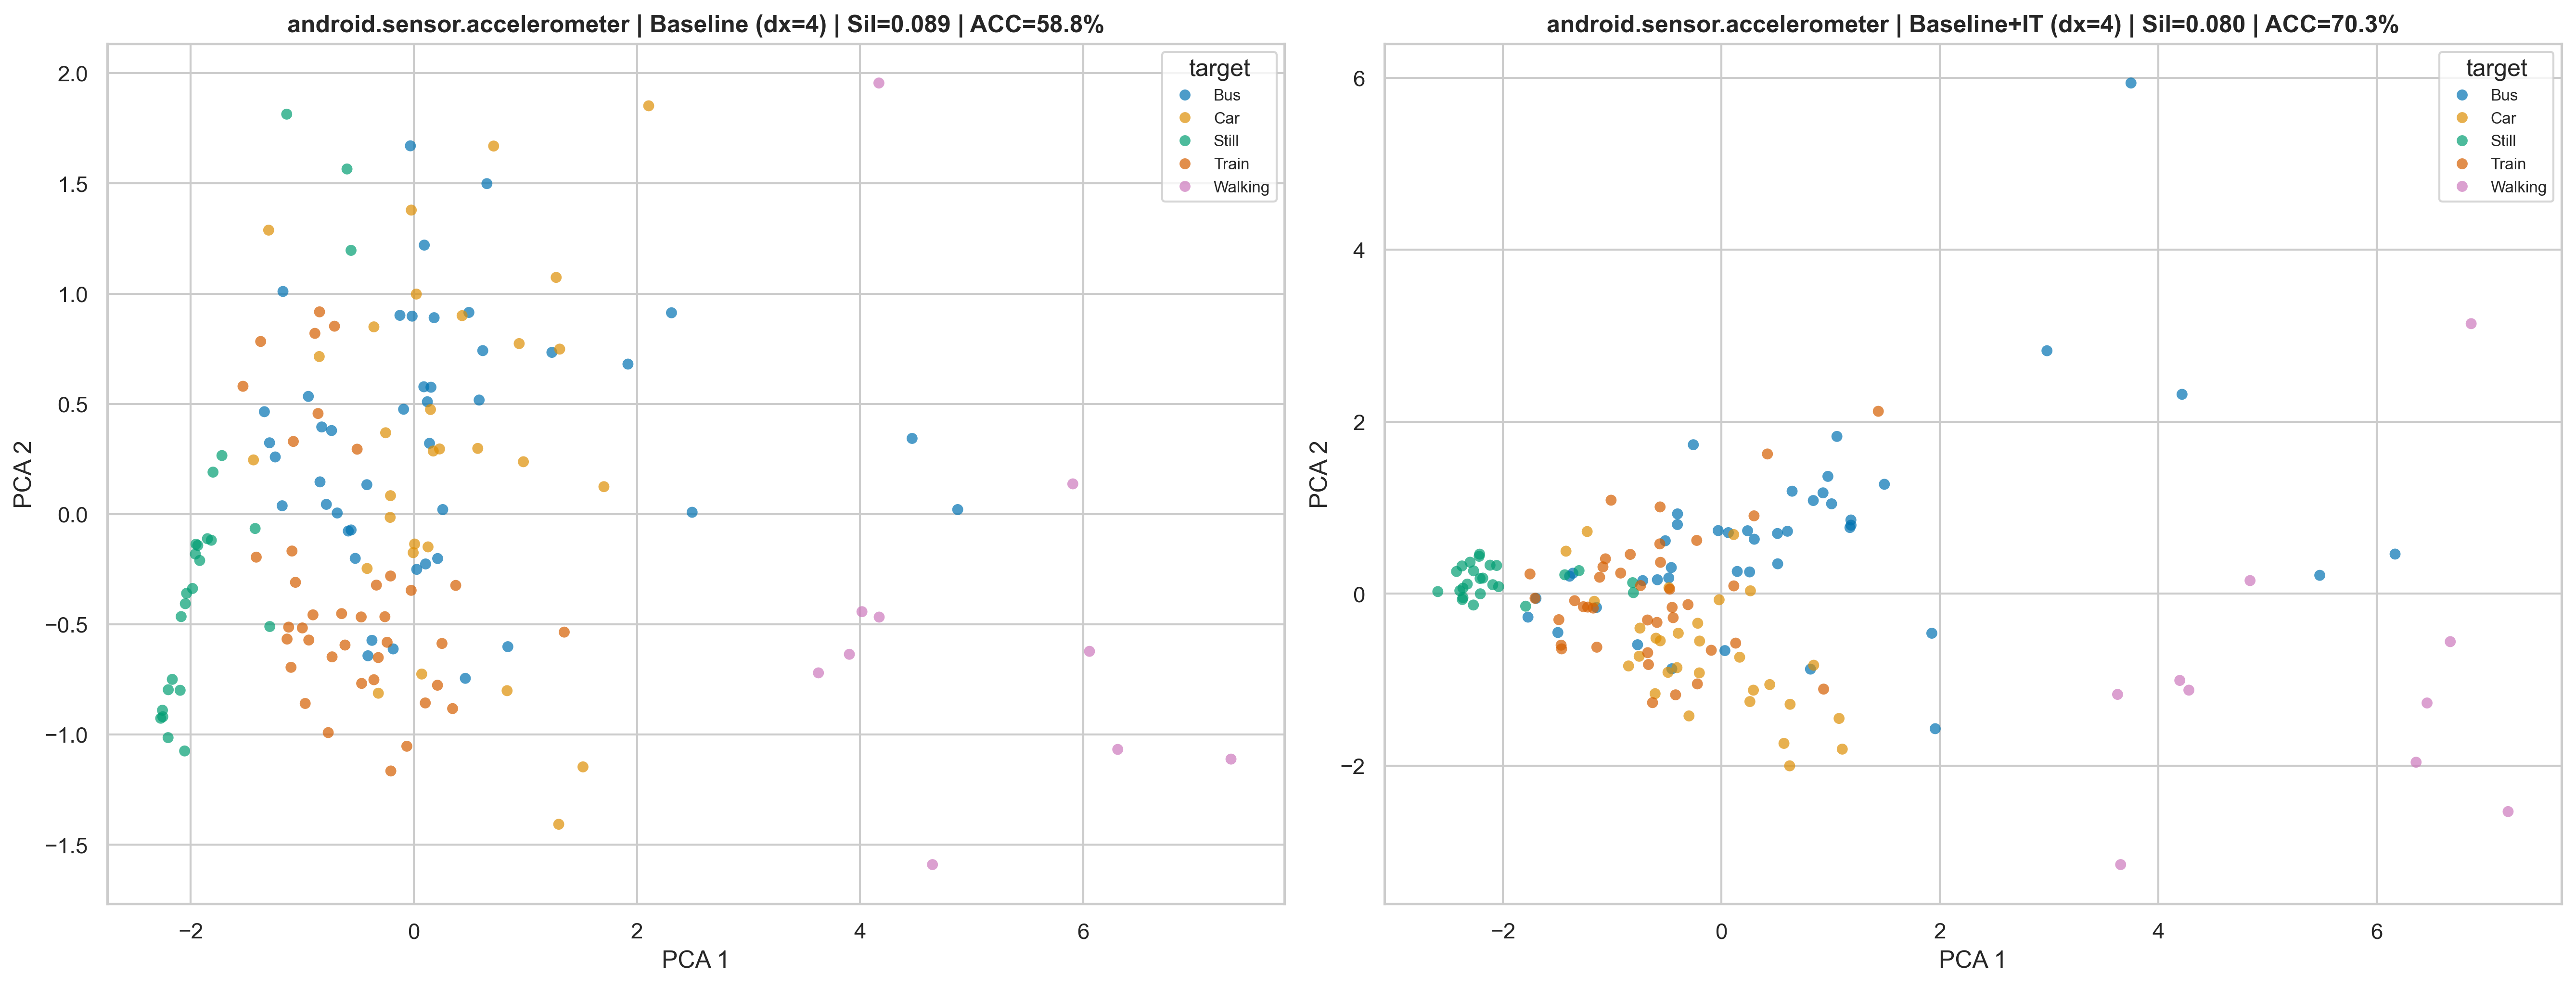 android.sensor.accelerometer | Baseline (dx=4) | Sil=0.089 | ACC=58.8%
target
Bus
Car
Still
Train
Walking
2.0
1.5
1.0
0.5
0.0
−0.5
−1.0
−1.5
PCA 2
−2
0
2
4
6
PCA 1
android.sensor.accelerometer | Baseline+IT (dx=4) | Sil=0.080 | ACC=70.3%
target
Bus
Car
Still
Train
Walking
6
4
2
0
−2
PCA 2
−2
0
2
4
6
PCA 1